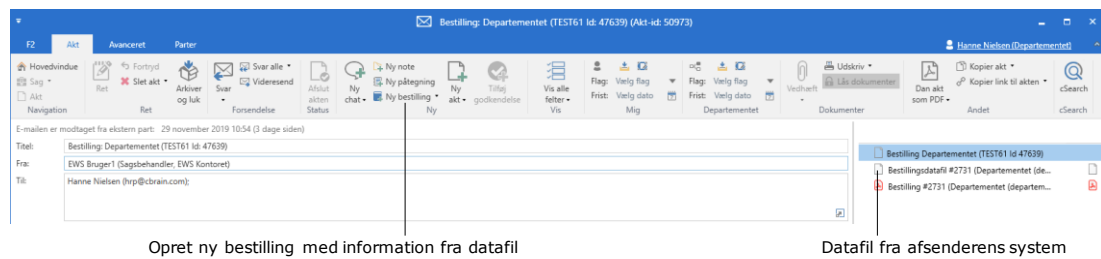 Bestilling: Departementet (TEST61 Id: 47639) (Akt-id: 50973)
F2 Akt Avanceret Parter Hanne Nielsen (Departementet)
Hovedvindue Fortryd Svar alle Ny note Udskriv Kopier akt
Sag Ret Slet akt Arkiver og luk Svar Videresend Afslut akten Ny chat Ny påtegning Ny akt Tilføj godkendelse Vis alle felter Flag: Vælg flag Flag: Vælg flag Vedhæft Lås dokumenter Dan akt som PDF Kopier link til akten cSearch
Akt Ny bestilling Frist: Vælg dato Frist: Vælg dato
Navigation Ret Forsendelse Status Ny Vis Mig Departementet Dokumenter Andet cSearch
E-mailen er modtaget fra ekstern part: 29 november 2019 10:54 (3 dage siden)
Titel: Bestilling: Departementet (TEST61 Id: 47639)
Fra: EWS Bruger1 (Sagsbehandler, EWS Kontoret)
Til: Hanne Nielsen (hrp@cbrain.com);
Bestilling Departementet (TEST61 Id 47639)
Bestillingsdatafil #2731 (Departementet (de...
Bestilling #2731 (Departementet (departem...
Opret ny bestilling med information fra datafil
Datafil fra afsenderens system